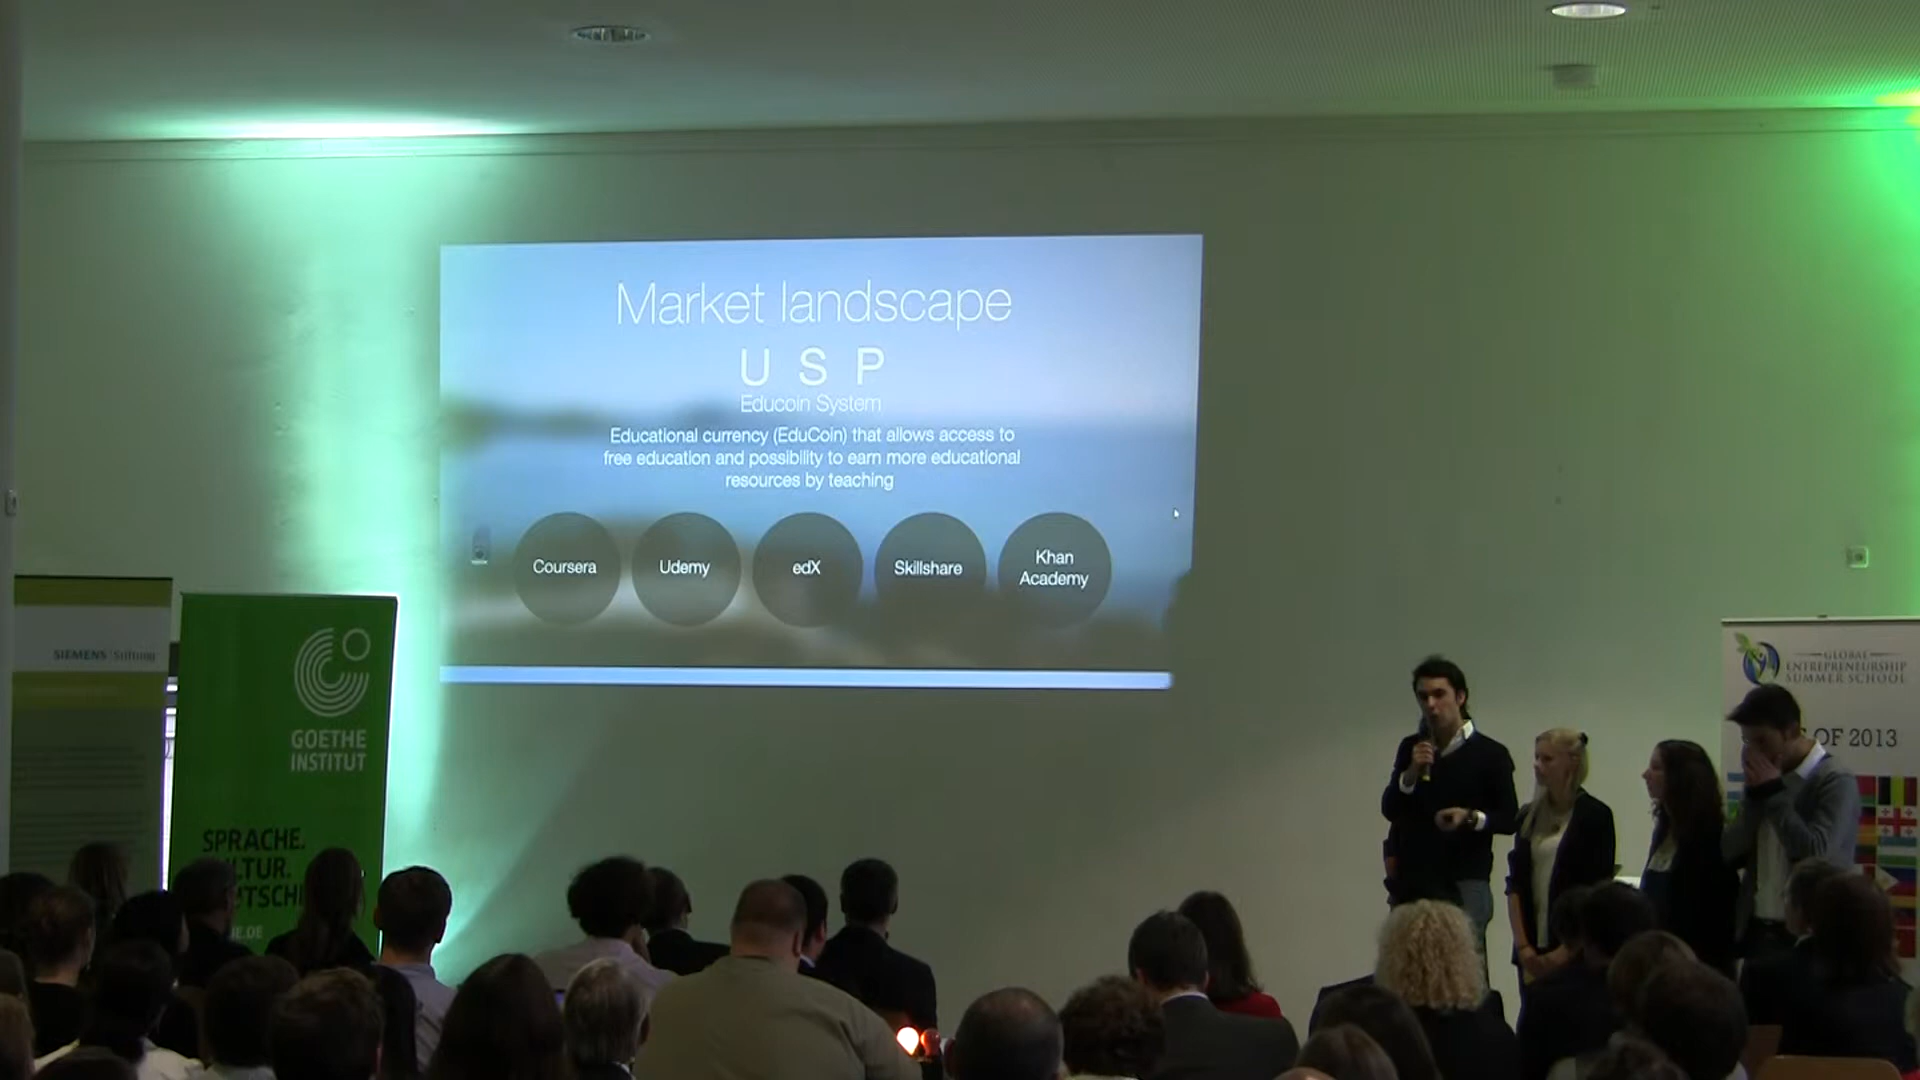 Market landscape
U S P
Educoin System
Educational currency (EduCoin) that allows access to
free education and possibility to earn more educational
resources by teaching
Coursera
Udemy
edX
Skillshare
Khan
Academy
SIEMENS Stiftung
GOETHE
INSTITUT
SPRACHE.
GLOBAL
ENTREPRENEURSHIP
SUMMER SCHOOL
OF 2013